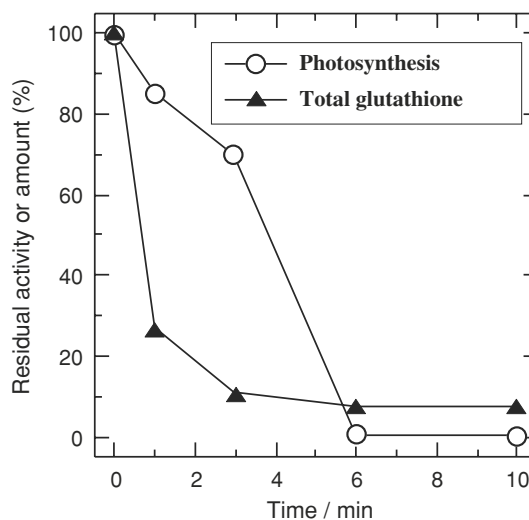 Residual activity or amount (%)
100
80
60
40
20
0
Photosynthesis
Total glutathione
0 2 4 6 8 10
Time / min